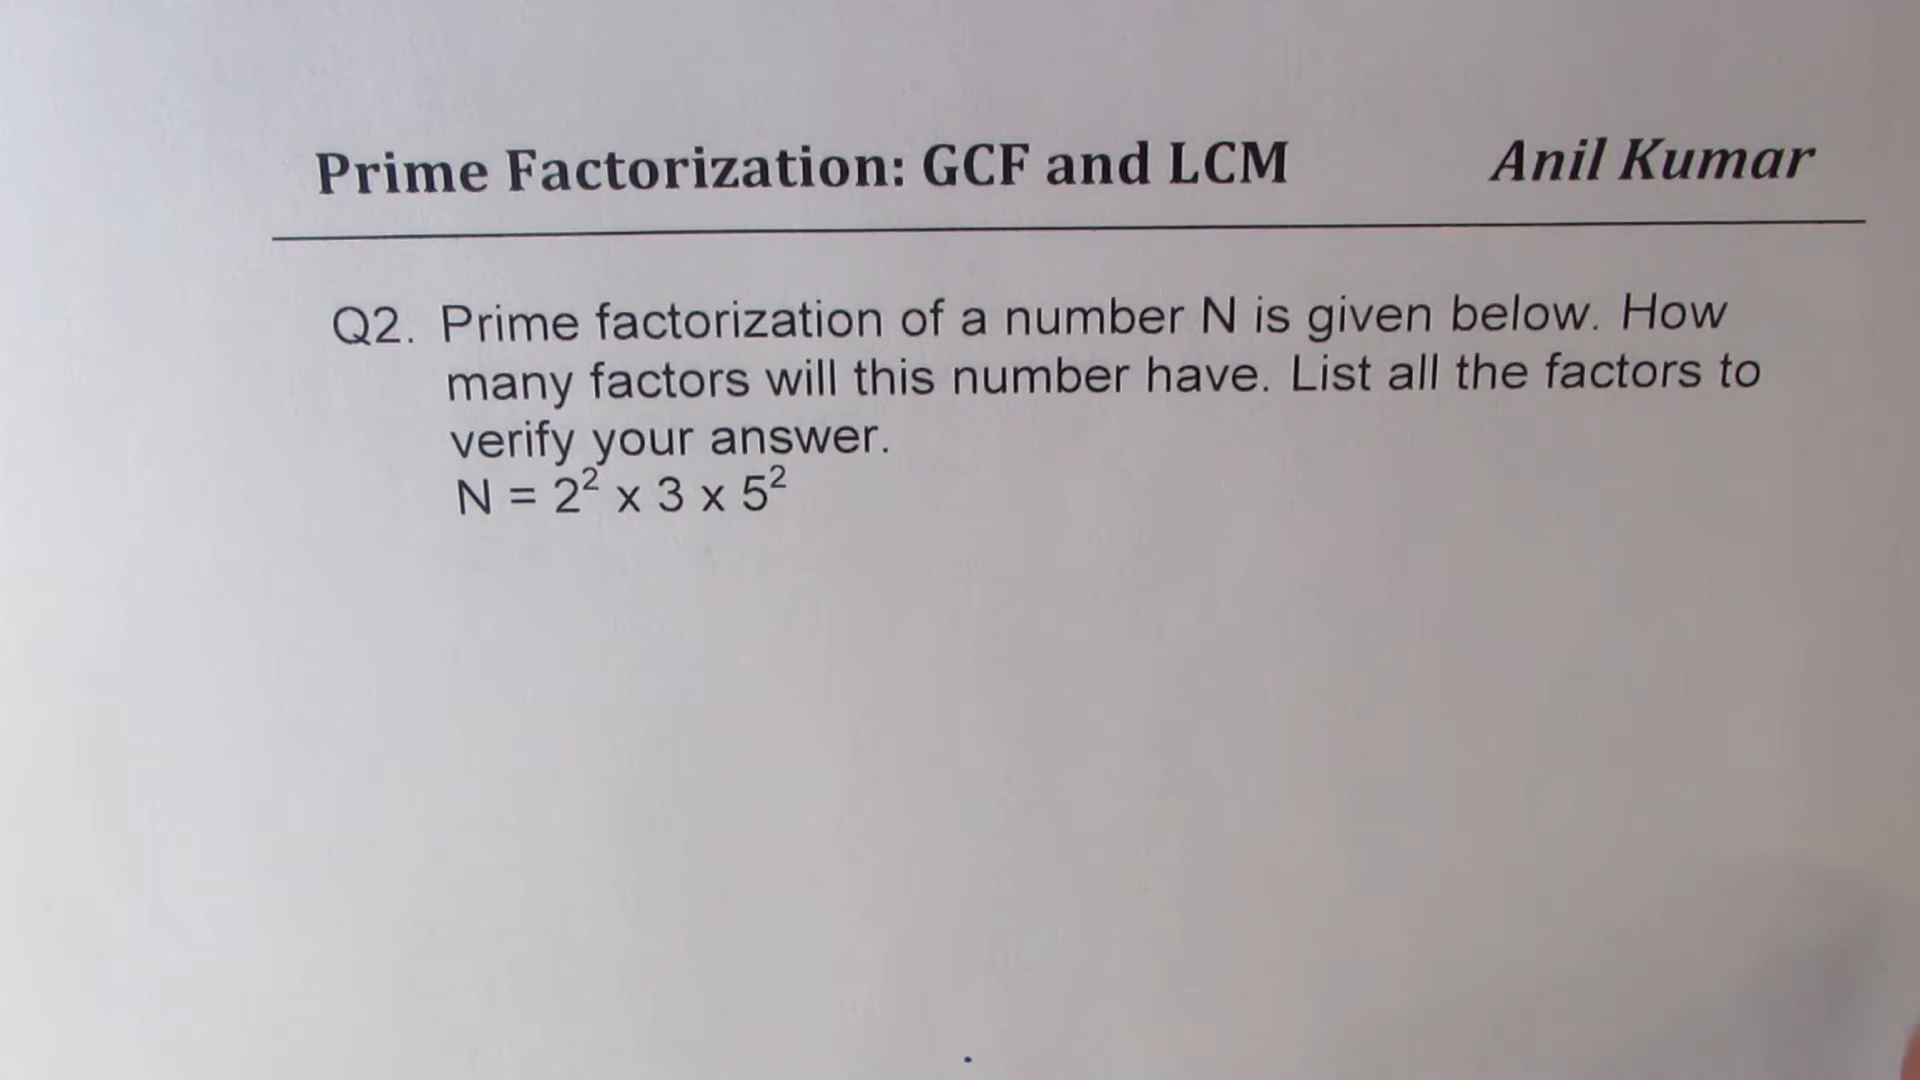 Prime Factorization: GCF and LCM Anil Kumar
Q2. Prime factorization of a number N is given below. How
many factors will this number have. List all the factors to
verify your answer.
N = 2² x 3 x 5²